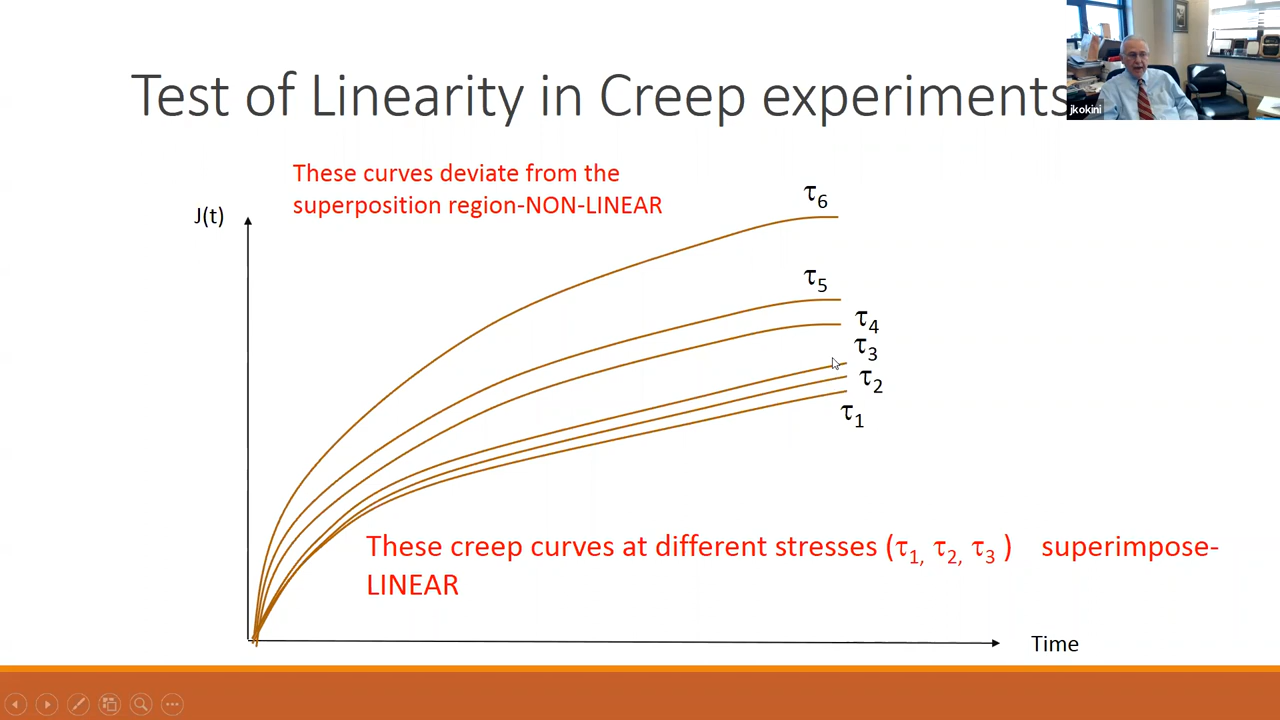 Test of Linearity in Creep experiments
jkokini
These curves deviate from the
superposition region-NON-LINEAR
J(t)
τ6
τ5
τ4
τ3
τ2
τ1
These creep curves at different stresses (τ1, τ2, τ3 ) superimpose-
LINEAR
Time